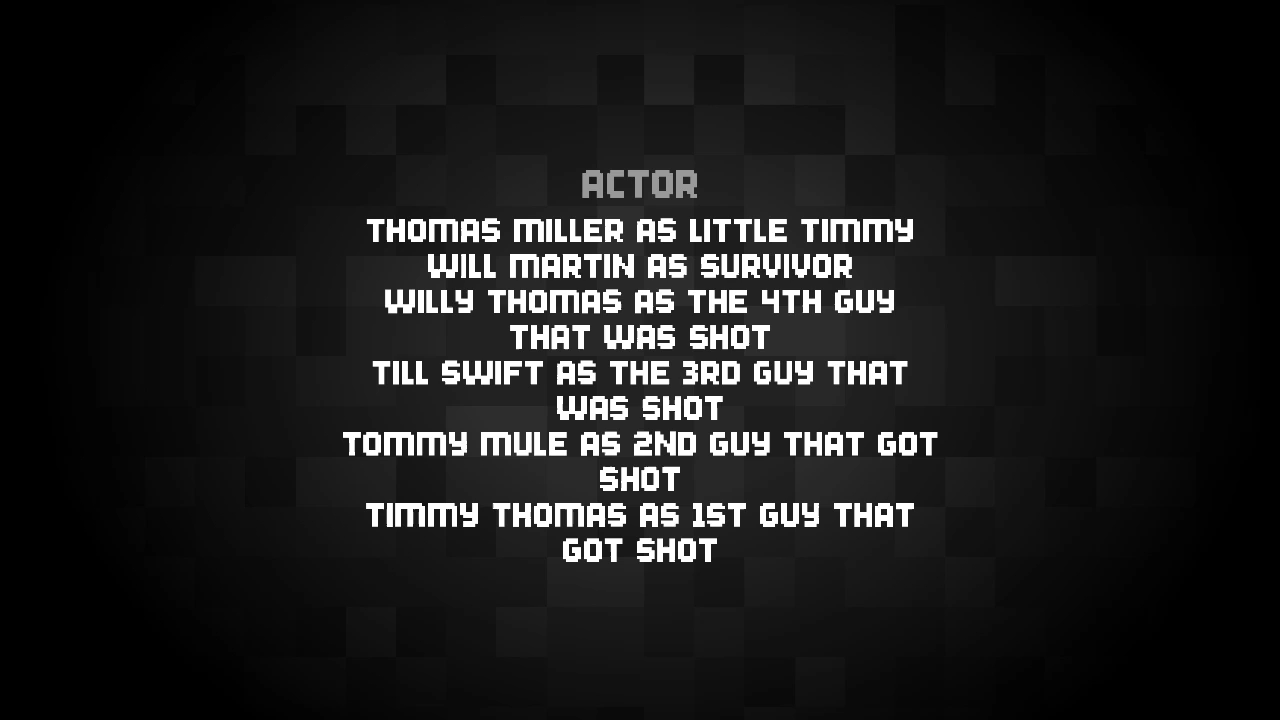 ACTOR
THOMAS MILLER AS LITTLE TIMMY
WILL MARTIN AS SURVIVOR
WILLY THOMAS AS THE 4TH GUY
THAT WAS SHOT
TILL SWIFT AS THE 3RD GUY THAT
WAS SHOT
TOMMY MULE AS 2ND GUY THAT GOT
SHOT
TIMMY THOMAS AS 1ST GUY THAT
GOT SHOT